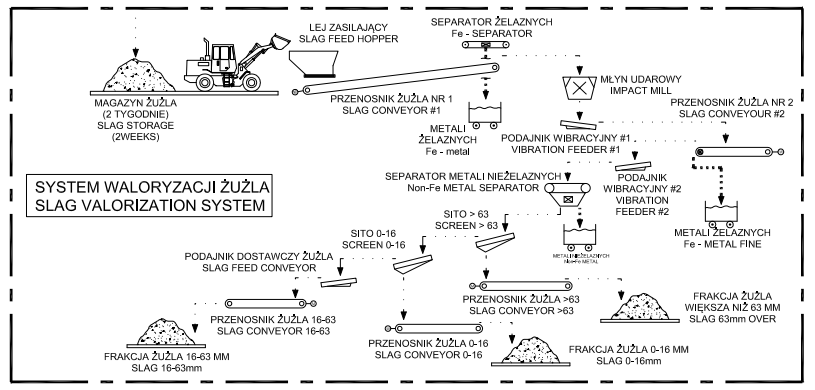 SEPARATOR ŻELAZNYCH
Fe - SEPARATOR
LEJ ZASILAJĄCY
SLAG FEED HOPPER
MŁYN UDAROWY
IMPACT MILL
MAGAZYN ŻUŻLA
(2 TYGODNIE)
SLAG STORAGE
(2WEEKS)
PRZENOSNIK ŻUŻLA NR 1
SLAG CONVEYOR #1
PRZENOSNIK ŻUŻLA NR 2
SLAG CONVEYOUR #2
METALI
ŻELAZNYCH
Fe - metal
PODAJNIK WIBRACYJNY #1
VIBRATION FEEDER #1
SYSTEM WALORYZACJI ŻUŻLA
SLAG VALORIZATION SYSTEM
SEPARATOR METALI NIEŻELAZNYCH
Non-Fe METAL SEPARATOR
PODAJNIK
WIBRACYJNY #2
VIBRATION
FEEDER #2
METALI ŻELAZNYCH
Fe - METAL FINE
SITO > 63
SCREEN > 63
SITO 0-16
SCREEN 0-16
METALI NIEŻELAZNYCH
Non-Fe METAL
PODAJNIK DOSTAWCZY ŻUŻLA
SLAG FEED CONVEYOR
PRZENOSNIK ŻUŻLA >63
SLAG CONVEYOR >63
FRAKCJA ŻUŻLA
WIĘKSZA NIŻ 63 MM
SLAG 63mm OVER
PRZENOSNIK ŻUŻLA 16-63
SLAG CONVEYOR 16-63
PRZENOSNIK ŻUŻLA 0-16
SLAG CONVEYOR 0-16
FRAKCJA ŻUŻLA 16-63 MM
SLAG 16-63mm
FRAKCJA ŻUŻLA 0-16 MM
SLAG 0-16mm